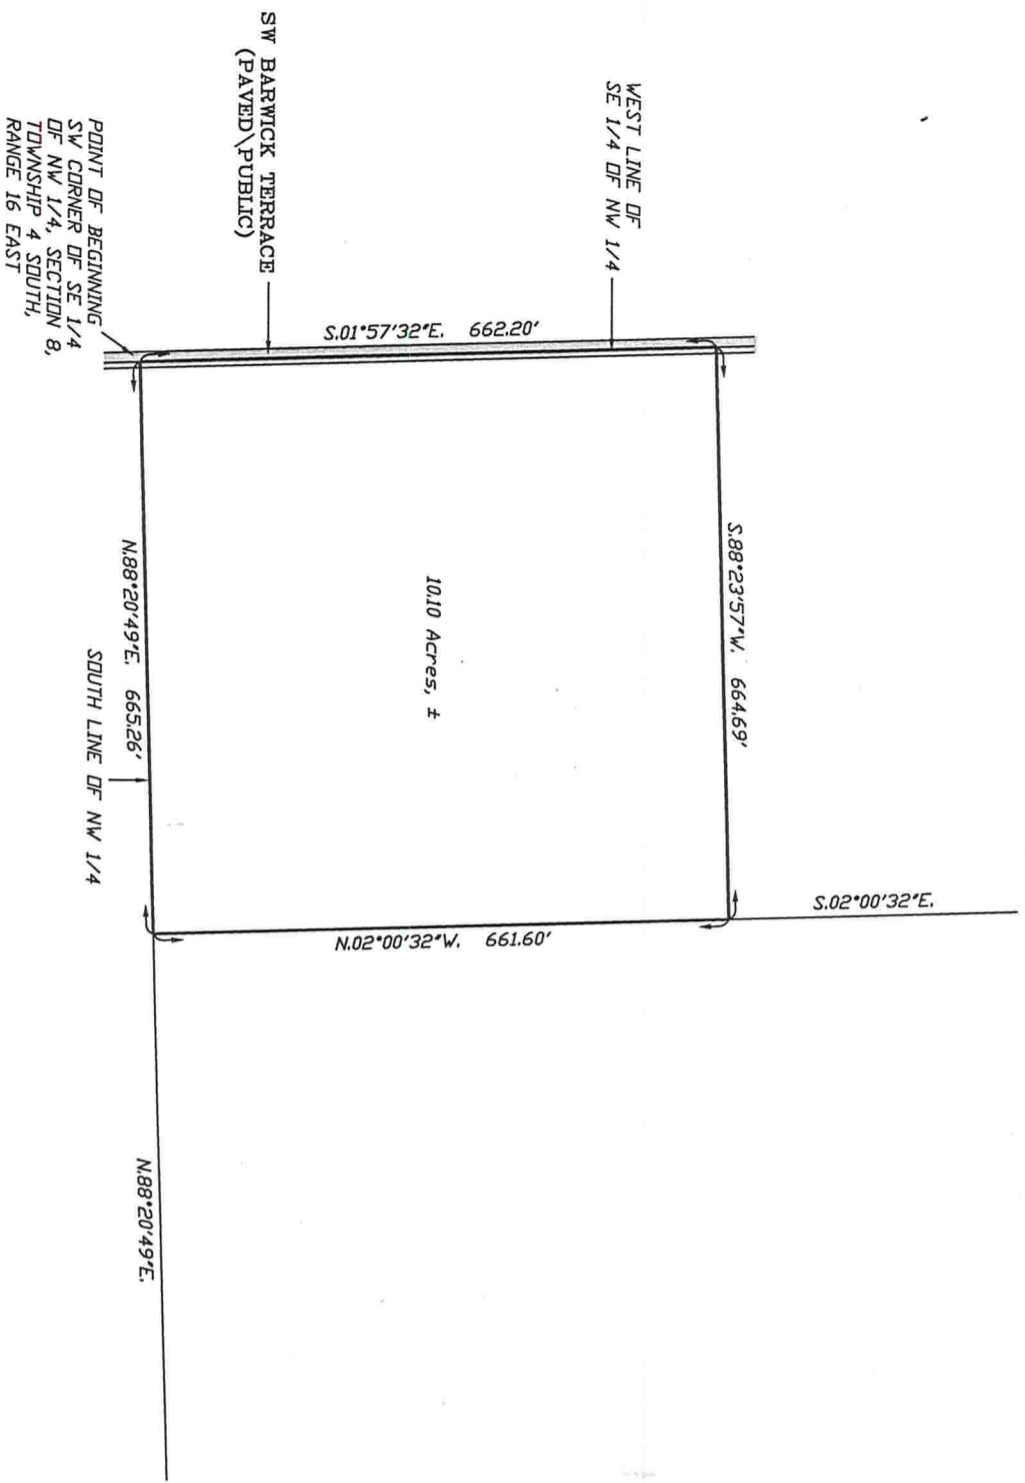 WEST LINE OF
SE 1/4 OF NW 1/4
SW BARWICK TERRACE
(PAVED\PUBLIC)
POINT OF BEGINNING
SW CORNER OF SE 1/4
OF NW 1/4, SECTION 8,
TOWNSHIP 4 SOUTH,
RANGE 16 EAST
S.01°57'32"E. 662.20'
S.88°23'57"W. 664.69'
10.10 Acres, ±
N.88°20'49"E. 665.26'
SOUTH LINE OF NW 1/4
S.02°00'32"E.
N.02°00'32"W. 661.60'
N.88°20'49"E.